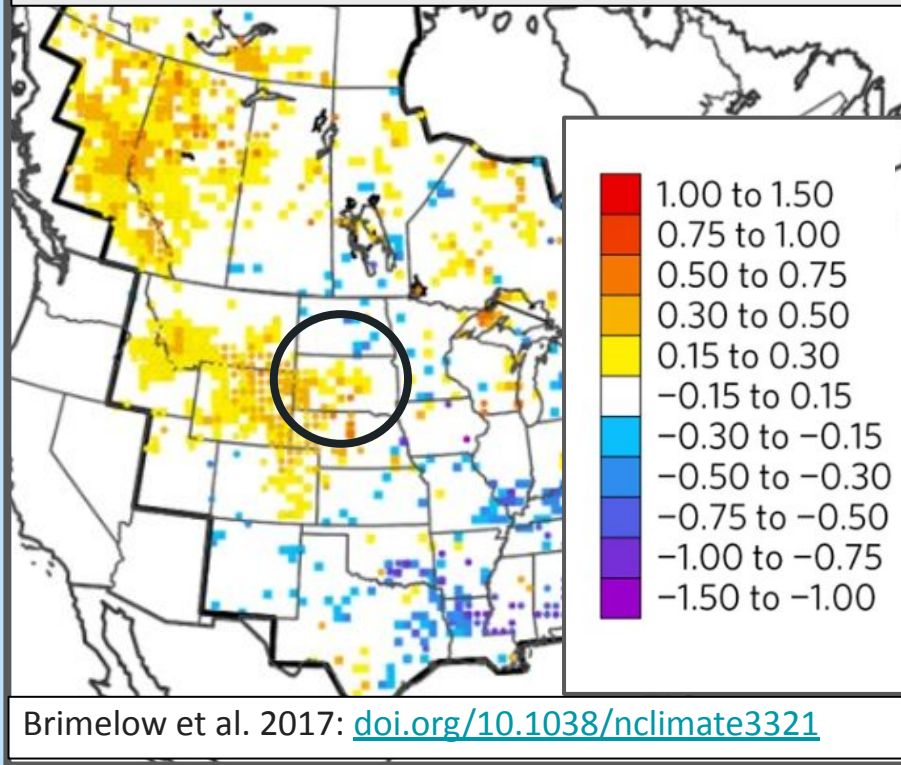 1.00 to 1.50
0.75 to 1.00
0.50 to 0.75
0.30 to 0.50
0.15 to 0.30
−0.15 to 0.15
−0.30 to −0.15
−0.50 to −0.30
−0.75 to −0.50
−1.00 to −0.75
−1.50 to −1.00
Brimelow et al. 2017: doi.org/10.1038/nclimate3321